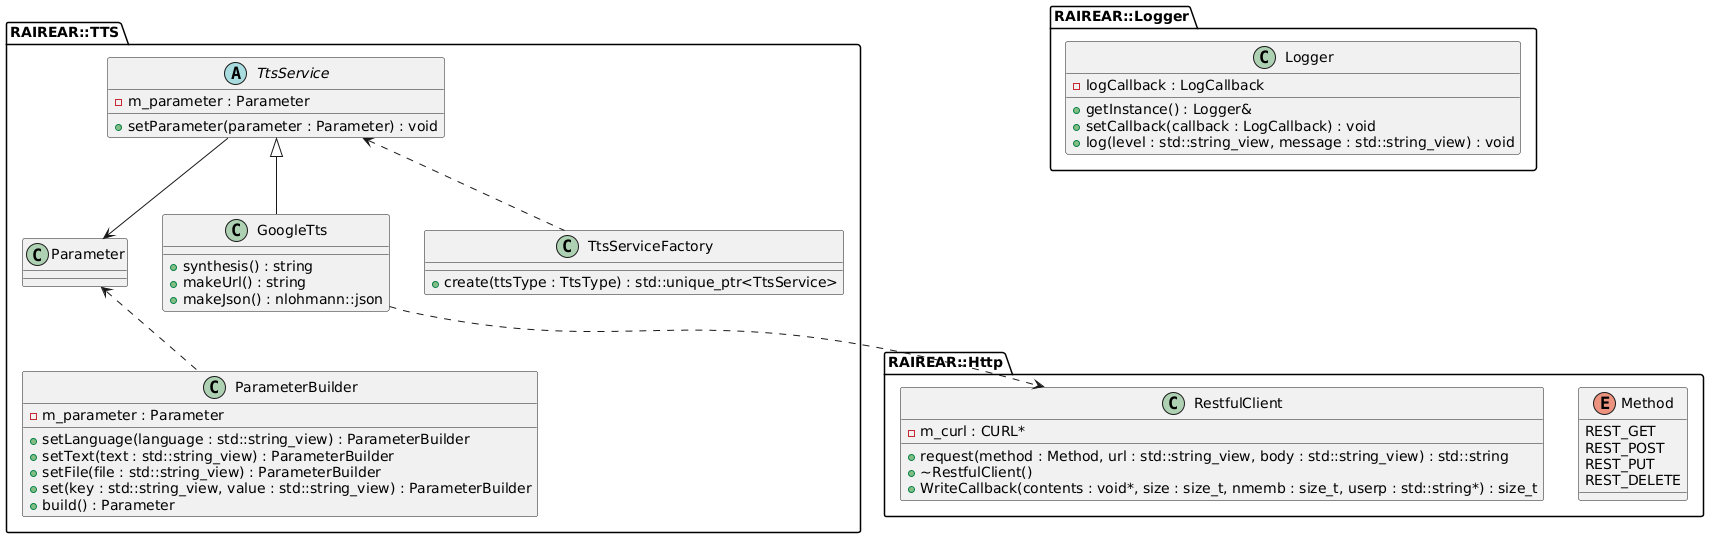 RAIREAR::TTS
A TtsService
m_parameter : Parameter
setParameter(parameter : Parameter) : void
C Parameter
C GoogleTts
synthesis() : string
makeUrl() : string
makeJson() : nlohmann::json
C TtsServiceFactory
create(ttsType : TtsType) : std::unique_ptr<TtsService>
C ParameterBuilder
m_parameter : Parameter
setLanguage(language : std::string_view) : ParameterBuilder
setText(text : std::string_view) : ParameterBuilder
setFile(file : std::string_view) : ParameterBuilder
set(key : std::string_view, value : std::string_view) : ParameterBuilder
build() : Parameter
RAIREAR::Logger
C Logger
logCallback : LogCallback
getInstance() : Logger&
setCallback(callback : LogCallback) : void
log(level : std::string_view, message : std::string_view) : void
RAIREAR::Http
C RestfulClient
m_curl : CURL*
request(method : Method, url : std::string_view, body : std::string_view) : std::string
~RestfulClient()
WriteCallback(contents : void*, size : size_t, nmemb : size_t, userp : std::string*) : size_t
E Method
REST_GET
REST_POST
REST_PUT
REST_DELETE